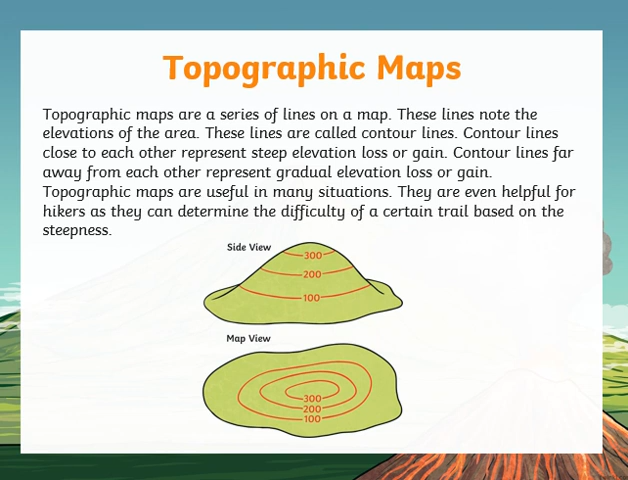 Topographic Maps
Topographic maps are a series of lines on a map. These lines note the
elevations of the area. These lines are called contour lines. Contour lines
close to each other represent steep elevation loss or gain. Contour lines far
away from each other represent gradual elevation loss or gain.
Topographic maps are useful in many situations. They are even helpful for
hikers as they can determine the difficulty of a certain trail based on the
steepness.
Side View
300
200
100
Map View
300
200
100